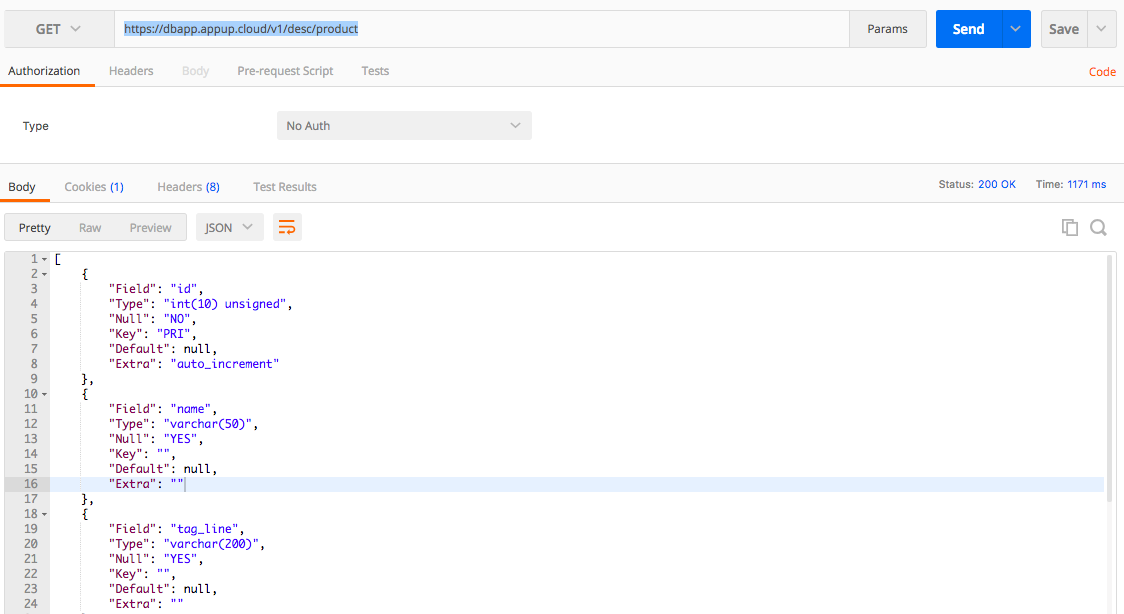 GET https://dbapp.appup.cloud/v1/desc/product Params Send Save
Authorization Headers Body Pre-request Script Tests Code
Type No Auth
Body Cookies (1) Headers (8) Test Results Status: 200 OK Time: 1171 ms
Pretty Raw Preview JSON
1 [
2 {
3 "Field": "id",
4 "Type": "int(10) unsigned",
5 "Null": "NO",
6 "Key": "PRI",
7 "Default": null,
8 "Extra": "auto_increment"
9 },
10 {
11 "Field": "name",
12 "Type": "varchar(50)",
13 "Null": "YES",
14 "Key": "",
15 "Default": null,
16 "Extra": ""
17 },
18 {
19 "Field": "tag_line",
20 "Type": "varchar(200)",
21 "Null": "YES",
22 "Key": "",
23 "Default": null,
24 "Extra": ""